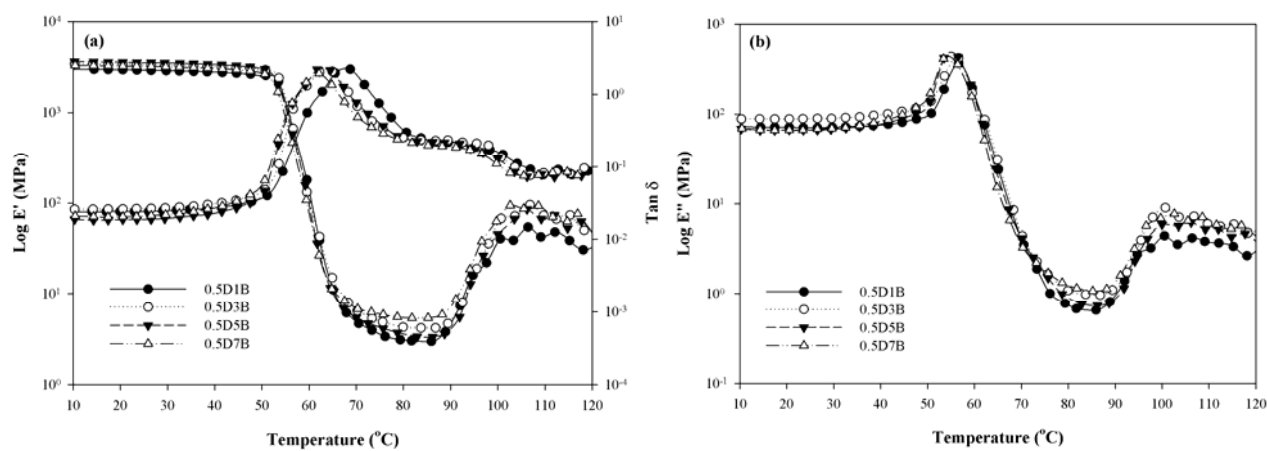 (a)
10⁴
10³
10²
10¹
10⁰
Log E' (MPa)
10¹
10⁰
10⁻¹
10⁻²
10⁻³
10⁻⁴
Tan δ
0.5D1B
0.5D3B
0.5D5B
0.5D7B
10 20 30 40 50 60 70 80 90 100 110 120
Temperature (°C)
(b)
10³
10² 
10¹
10⁰
10⁻¹
Log E'' (MPa)
0.5D1B
0.5D3B
0.5D5B
0.5D7B
10 20 30 40 50 60 70 80 90 100 110 120
Temperature (°C)